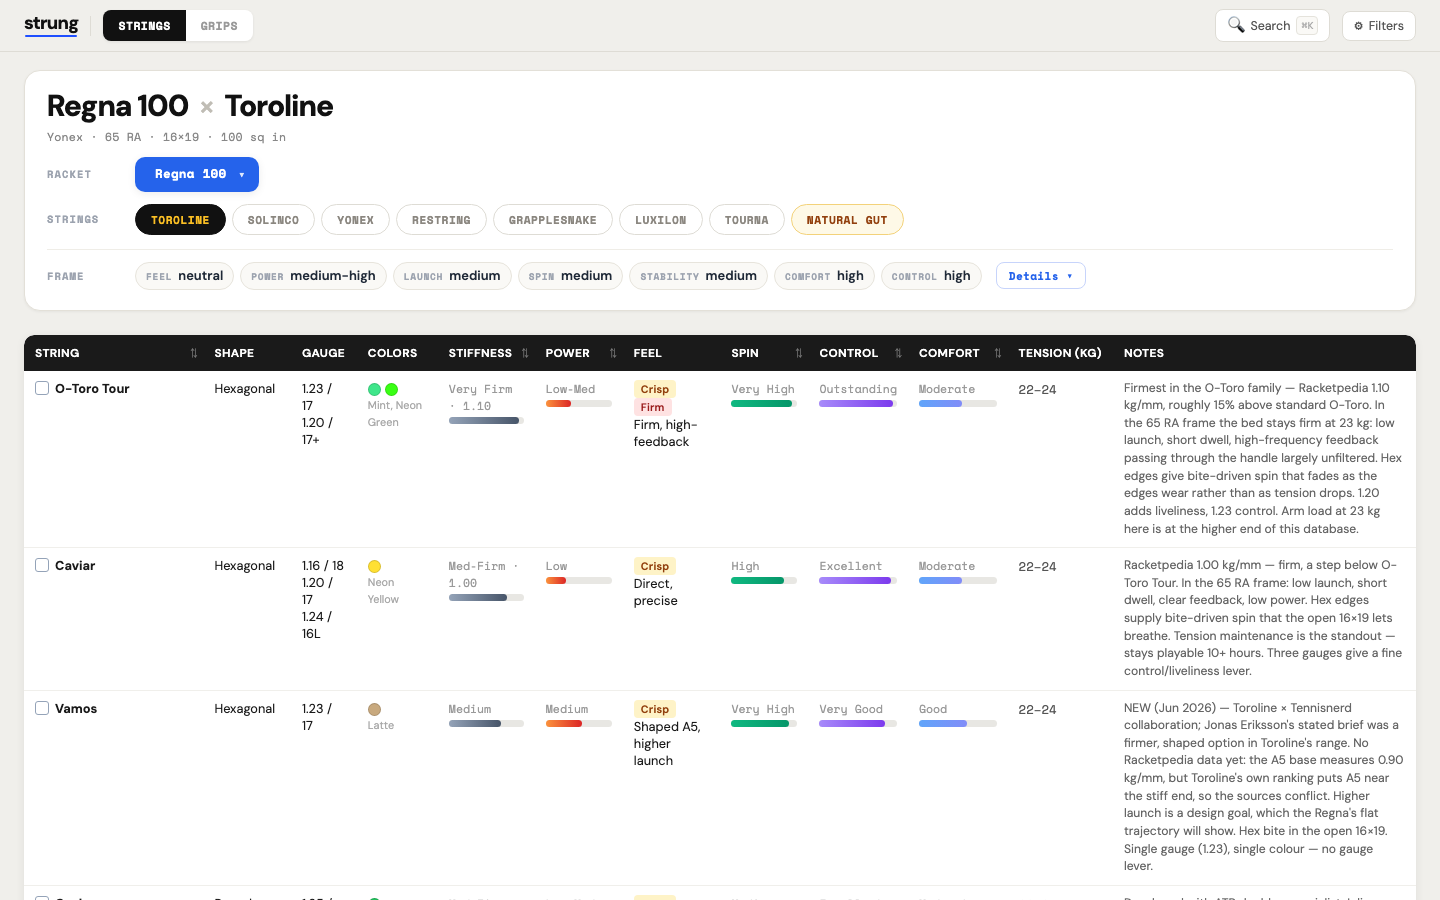 strung
STRINGS GRIPS
Search ⌘K
Filters
Regna 100 × Toroline
Yonex · 65 RA · 16×19 · 100 sq in
RACKET Regna 100 ▾
STRINGS TOROLINE SOLINCO YONEX RESTRING GRAPPLESNAKE LUXILON TOURNA NATURAL GUT
FRAME FEEL neutral POWER medium-high LAUNCH medium SPIN medium STABILITY medium COMFORT high CONTROL high Details ▾
STRING SHAPE GAUGE COLORS STIFFNESS POWER FEEL SPIN CONTROL COMFORT TENSION (KG) NOTES
O-Toro Tour
Hexagonal
1.23 /
17
1.20 /
17+
Mint, Neon
Green
Very Firm
· 1.10
Low-Med
Crisp
Firm
Firm, high-
feedback
Very High
Outstanding
Moderate
22–24
Firmest in the O-Toro family — Racketpedia 1.10
kg/mm, roughly 15% above standard O-Toro. In
the 65 RA frame the bed stays firm at 23 kg: low
launch, short dwell, high-frequency feedback
passing through the handle largely unfiltered. Hex
edges give bite-driven spin that fades as the
edges wear rather than as tension drops. 1.20
adds liveliness, 1.23 control. Arm load at 23 kg
here is at the higher end of this database.
Caviar
Hexagonal
1.16 / 18
1.20 /
17
1.24 /
16L
Neon
Yellow
Med-Firm ·
1.00
Low
Crisp
Direct,
precise
High
Excellent
Moderate
22–24
Racketpedia 1.00 kg/mm — firm, a step below O-
Toro Tour. In the 65 RA frame: low launch, short
dwell, clear feedback, low power. Hex edges
supply bite-driven spin that the open 16×19 lets
breathe. Tension maintenance is the standout —
stays playable 10+ hours. Three gauges give a fine
control/liveliness lever.
Vamos
Hexagonal
1.23 /
17
Latte
Medium
Medium
Crisp
Shaped A5,
higher
launch
Very High
Very Good
Good
22–24
NEW (Jun 2026) — Toroline × Tennisnerd
collaboration; Jonas Eriksson's stated brief was a
firmer, shaped option in Toroline's range. No
Racketpedia data yet: the A5 base measures 0.90
kg/mm, but Toroline's own ranking puts A5 near
the stiff end, so the sources conflict. Higher
launch is a design goal, which the Regna's flat
trajectory will show. Hex bite in the open 16×19.
Single gauge (1.23), single colour — no gauge
lever.